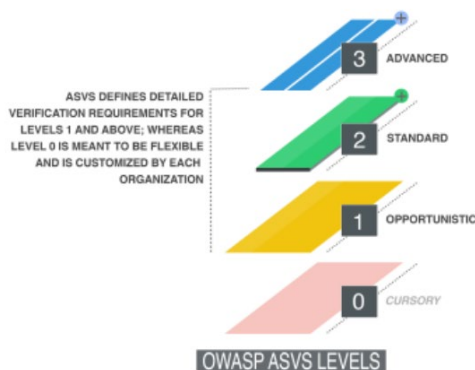 3 ADVANCED
ASVS DEFINES DETAILED
VERIFICATION REQUIREMENTS FOR
LEVELS 1 AND ABOVE; WHEREAS
LEVEL 0 IS MEANT TO BE FLEXIBLE
AND IS CUSTOMIZED BY EACH
ORGANIZATION
2 STANDARD
1 OPPORTUNISTIC
0 CURSORY
OWASP ASVS LEVELS